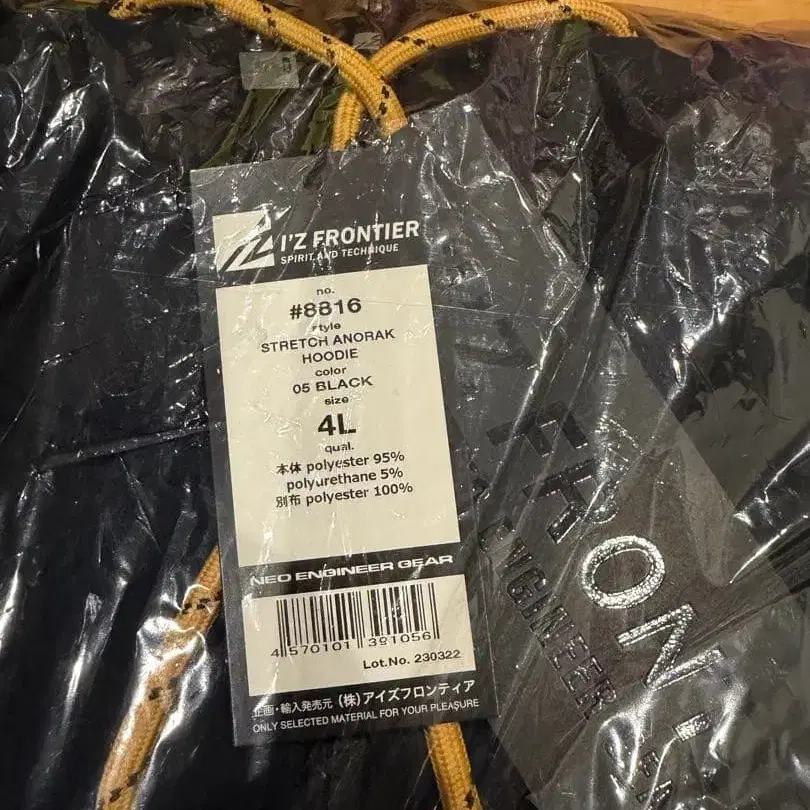 I'Z FRONTIER
SPIRIT AND TECHNIQUE
no.
#8816
style
STRETCH ANORAK
HOODIE
color
05 BLACK
size
4L
qual.
本体 polyester 95%
polyurethane 5%
別布 polyester 100%
NEO ENGINEER GEAR
4 570101 391056
Lot.No. 230322
企画・輸入発売元 (株)アイズフロンティア
ONLY SELECTED MATERIAL FOR YOUR PLEASURE
FRONT
ENGINEER